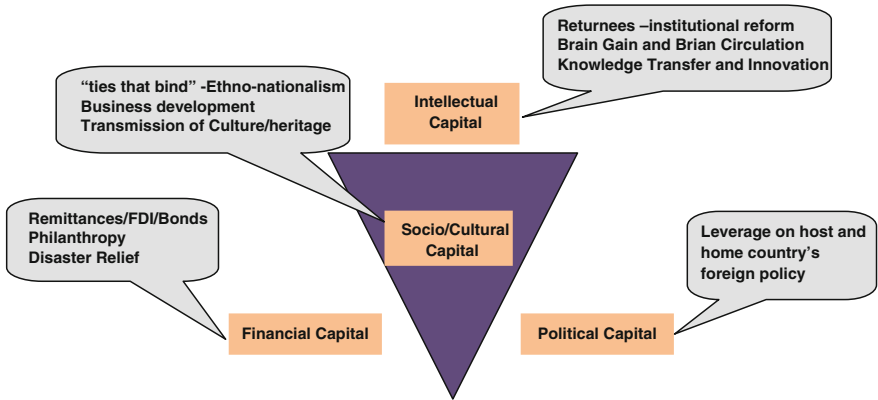 Returnees –institutional reform
Brain Gain and Brian Circulation
Knowledge Transfer and Innovation
“ties that bind” -Ethno-nationalism
Business development
Transmission of Culture/heritage
Intellectual
Capital
Remittances/FDI/Bonds
Philanthropy
Disaster Relief
Socio/Cultural
Capital
Leverage on host and
home country’s
foreign policy
Financial Capital
Political Capital